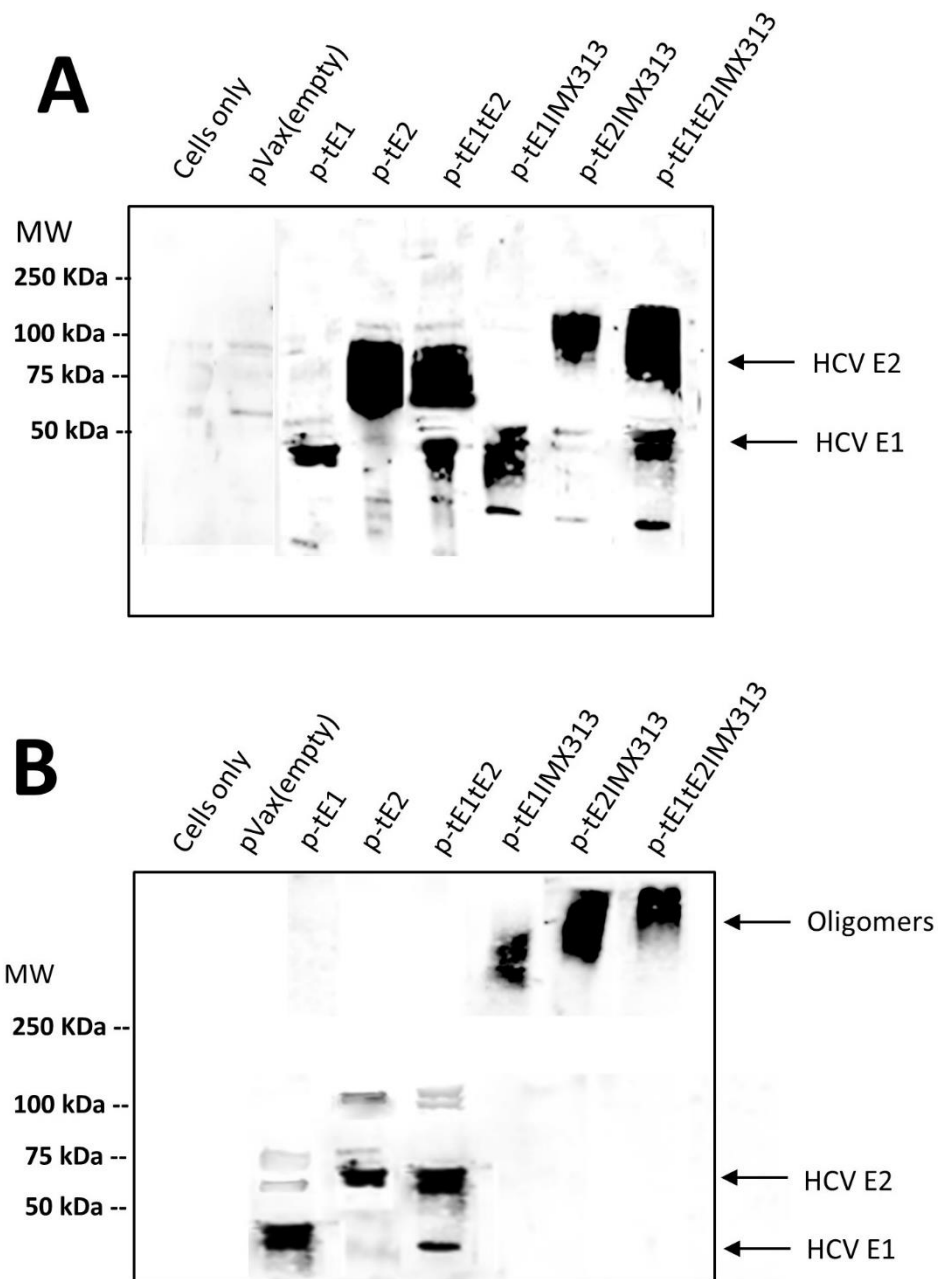 A
Cells only
pVax(empty)
p-tE1
p-tE2
p-tE1tE2
p-tE1IMX313
p-tE2IMX313
p-tE1tE2IMX313
MW
250 KDa --
100 kDa --
75 kDa --
50 kDa --
HCV E2
HCV E1
B
Cells only
pVax(empty)
p-tE1
p-tE2
p-tE1tE2
p-tE1IMX313
p-tE2IMX313
p-tE1tE2IMX313
Oligomers
MW
250 KDa --
100 kDa --
75 kDa --
50 kDa --
HCV E2
HCV E1